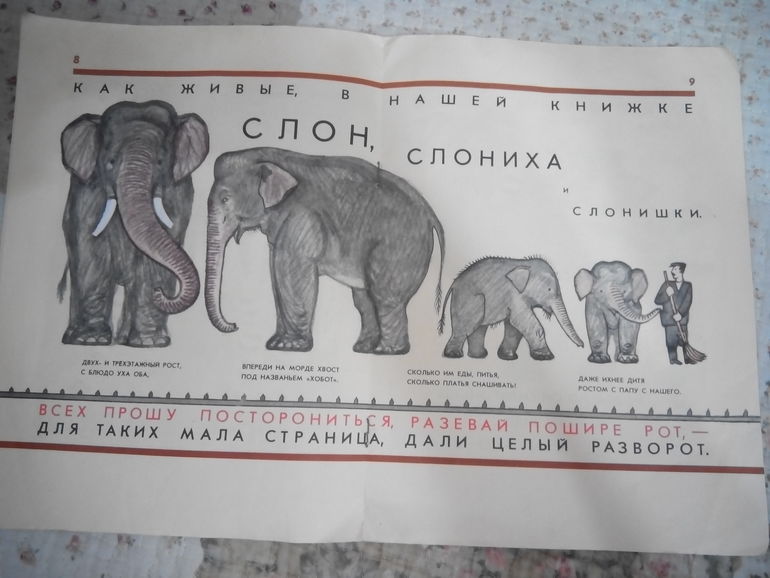 8
9
КАК ЖИВЫЕ, В НАШЕЙ КНИЖКЕ
СЛОН,
СЛОНИХА
И
СЛОНИШКИ.
ДВУХ- И ТРЕХЭТАЖНЫЙ РОСТ,
С БЛЮДО УХА ОБА,
ВПЕРЕДИ НА МОРДЕ ХВОСТ
ПОД НАЗВАНЬЕМ «ХОБОТ».
СКОЛЬКО ИМ ЕДЫ, ПИТЬЯ,
СКОЛЬКО ПЛАТЬЯ СНАШИВАТЬ!
ДАЖЕ ИХНЕЕ ДИТЯ
РОСТОМ С ПАПУ С НАШЕГО.
ВСЕХ ПРОШУ ПОСТОРОНИТЬСЯ, РАЗЕВАЙ ПОШИРЕ РОТ,—
ДЛЯ ТАКИХ МАЛА СТРАНИЦА, ДАЛИ ЦЕЛЫЙ РАЗВОРОТ.